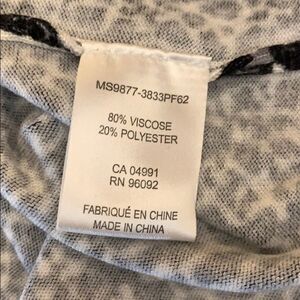 MS9877-3833PF62
80% VISCOSE
20% POLYESTER
CA 04991
RN 96092
FABRIQUÉ EN CHINE
MADE IN CHINA